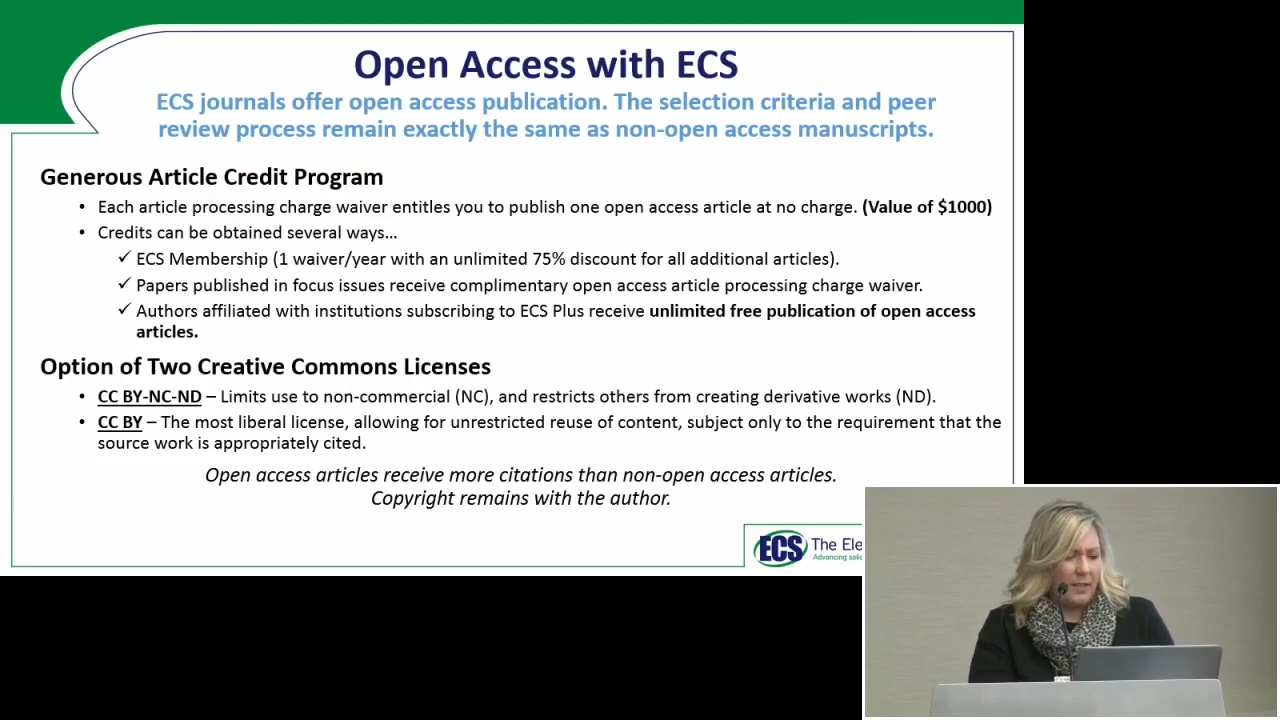 Open Access with ECS
ECS journals offer open access publication. The selection criteria and peer
review process remain exactly the same as non-open access manuscripts.
Generous Article Credit Program
• Each article processing charge waiver entitles you to publish one open access article at no charge. (Value of $1000)
• Credits can be obtained several ways…
✓ ECS Membership (1 waiver/year with an unlimited 75% discount for all additional articles).
✓ Papers published in focus issues receive complimentary open access article processing charge waiver.
✓ Authors affiliated with institutions subscribing to ECS Plus receive unlimited free publication of open access
articles.
Option of Two Creative Commons Licenses
• CC BY-NC-ND – Limits use to non-commercial (NC), and restricts others from creating derivative works (ND).
• CC BY – The most liberal license, allowing for unrestricted reuse of content, subject only to the requirement that the
source work is appropriately cited.
Open access articles receive more citations than non-open access articles.
Copyright remains with the author.
ECS The Ele
Advancing soli